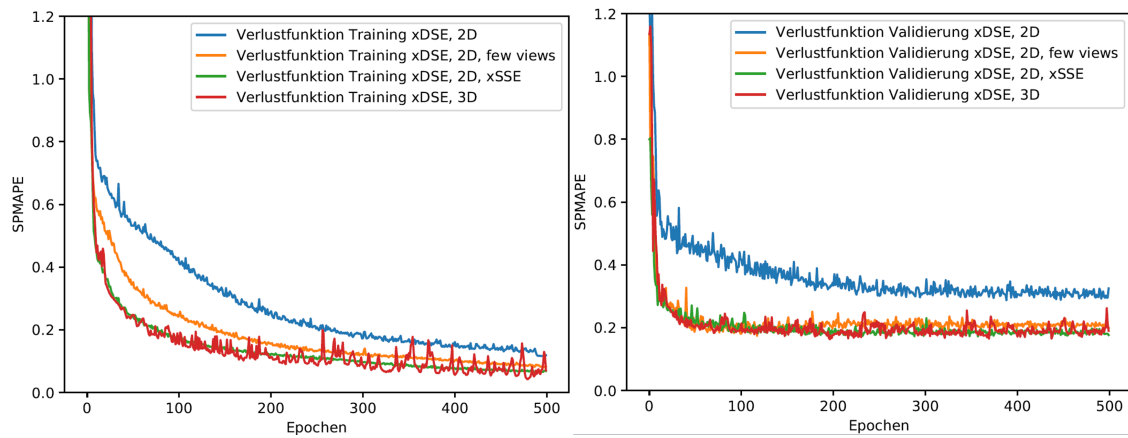 1.2
1.0
0.8
0.6
0.4
0.2
0.0
SPMAPE
Verlustfunktion Training xDSE, 2D
Verlustfunktion Training xDSE, 2D, few views
Verlustfunktion Training xDSE, 2D, xSSE
Verlustfunktion Training xDSE, 3D
0 100 200 300 400 500
Epochen
1.2
1.0
0.8
0.6
0.4
0.2
0.0
SPMAPE
Verlustfunktion Validierung xDSE, 2D
Verlustfunktion Validierung xDSE, 2D, few views
Verlustfunktion Validierung xDSE, 2D, xSSE
Verlustfunktion Validierung xDSE, 3D
0 100 200 300 400 500
Epochen